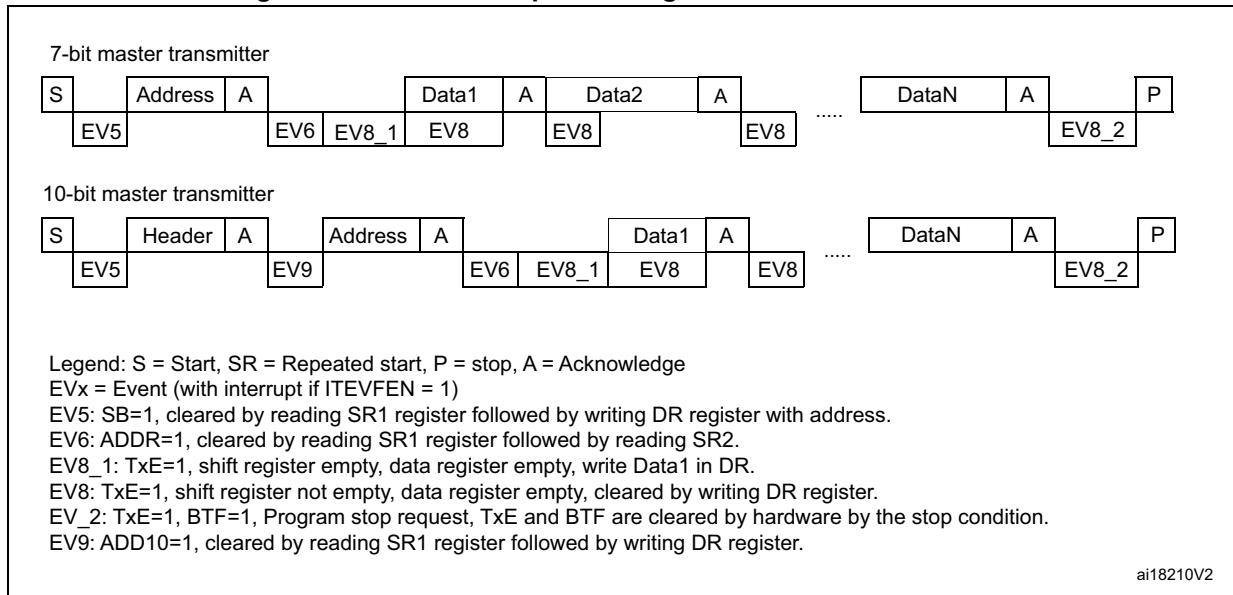 7-bit master transmitter
S Address A Data1 A Data2 A ..... DataN A P
EV5 EV6 EV8_1 EV8 EV8 EV8 EV8_2
10-bit master transmitter
S Header A Address A Data1 A ..... DataN A P
EV5 EV9 EV6 EV8_1 EV8 EV8 EV8_2
Legend: S = Start, SR = Repeated start, P = stop, A = Acknowledge
EVx = Event (with interrupt if ITEVFEN = 1)
EV5: SB=1, cleared by reading SR1 register followed by writing DR register with address.
EV6: ADDR=1, cleared by reading SR1 register followed by reading SR2.
EV8_1: TxE=1, shift register empty, data register empty, write Data1 in DR.
EV8: TxE=1, shift register not empty, data register empty, cleared by writing DR register.
EV_2: TxE=1, BTF=1, Program stop request, TxE and BTF are cleared by hardware by the stop condition.
EV9: ADD10=1, cleared by reading SR1 register followed by writing DR register.
ai18210V2